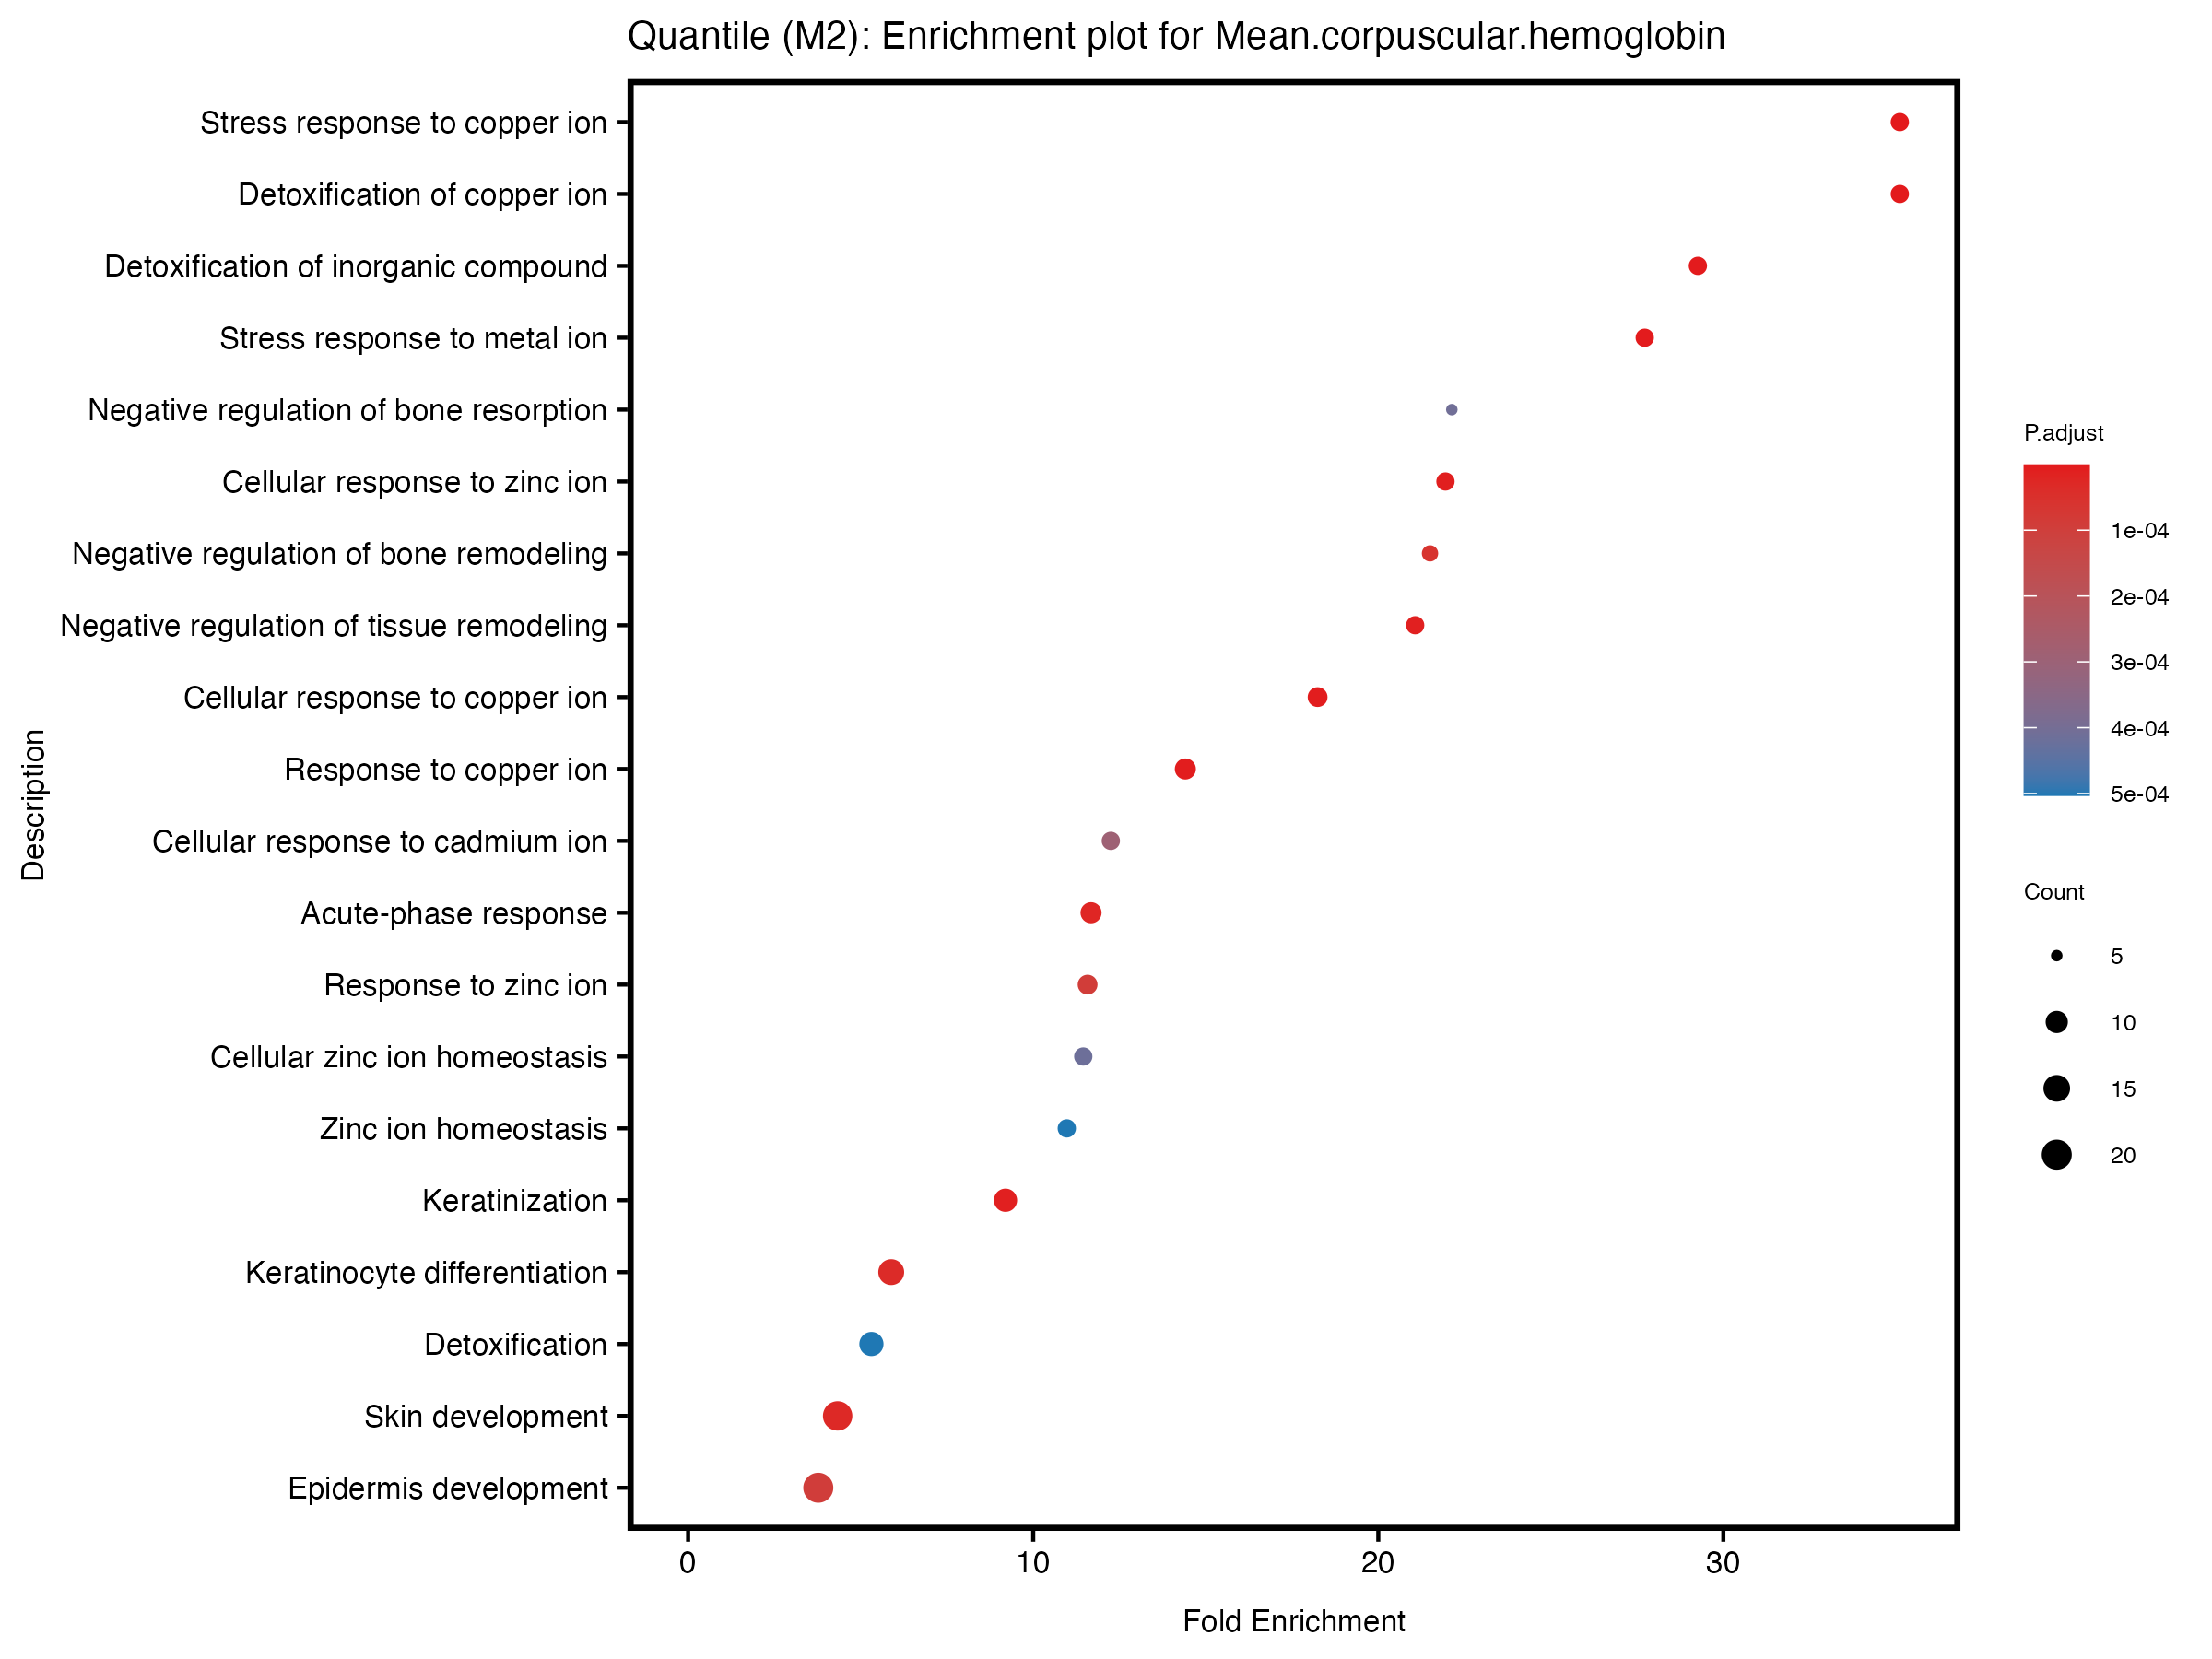 Quantile (M2): Enrichment plot for Mean.corpuscular.hemoglobin
Stress response to copper ion
Detoxification of copper ion
Detoxification of inorganic compound
Stress response to metal ion
Negative regulation of bone resorption
Cellular response to zinc ion
Negative regulation of bone remodeling
Negative regulation of tissue remodeling
Cellular response to copper ion
Response to copper ion
Cellular response to cadmium ion
Acute-phase response
Response to zinc ion
Cellular zinc ion homeostasis
Zinc ion homeostasis
Keratinization
Keratinocyte differentiation
Detoxification
Skin development
Epidermis development
Description
0 10 20 30
Fold Enrichment
P.adjust
1e-04
2e-04
3e-04
4e-04
5e-04
Count
5
10
15
20